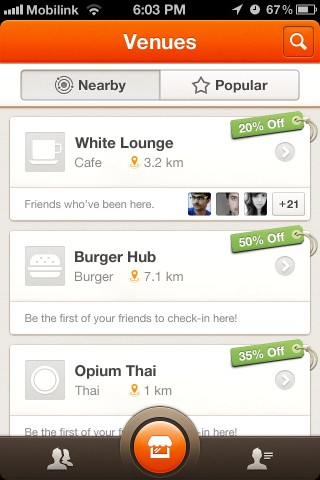 Mobilink 6:03 PM 67%
Venues
Nearby Popular
20% Off
White Lounge
Cafe 3.2 km
Friends who've been here. +21
50% Off
Burger Hub
Burger 7.1 km
Be the first of your friends to check-in here!
35% Off
Opium Thai
Thai 1 km
Be the first of your friends to check-in here!